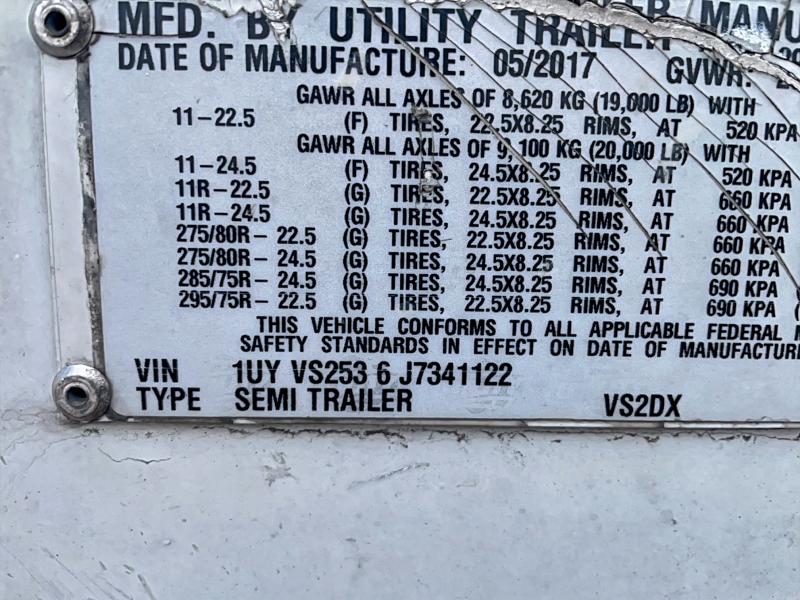 MFD. BY UTILITY TRAILER MANU
DATE OF MANUFACTURE: 05/2017 GVWR:
GAWR ALL AXLES OF 8,620 KG (19,000 LB) WITH
11-22.5 (F) TIRES, 22.5X8.25 RIMS, AT 520 KPA
GAWR ALL AXLES OF 9,100 KG (20,000 LB) WITH
11-24.5 (F) TIRES, 24.5X8.25 RIMS, AT 520 KPA
11R-22.5 (G) TIRES, 22.5X8.25 RIMS, AT 660 KPA
11R-24.5 (G) TIRES, 24.5X8.25 RIMS, AT 660 KPA
275/80R- 22.5 (G) TIRES, 22.5X8.25 RIMS, AT 660 KPA
275/80R- 24.5 (G) TIRES, 24.5X8.25 RIMS, AT 660 KPA
285/75R- 24.5 (G) TIRES, 24.5X8.25 RIMS, AT 690 KPA
295/75R- 22.5 (G) TIRES, 22.5X8.25 RIMS, AT 690 KPA (
THIS VEHICLE CONFORMS TO ALL APPLICABLE FEDERAL
SAFETY STANDARDS IN EFFECT ON DATE OF MANUFACTUR
VIN 1UY VS253 6 J7341122
TYPE SEMI TRAILER VS2DX